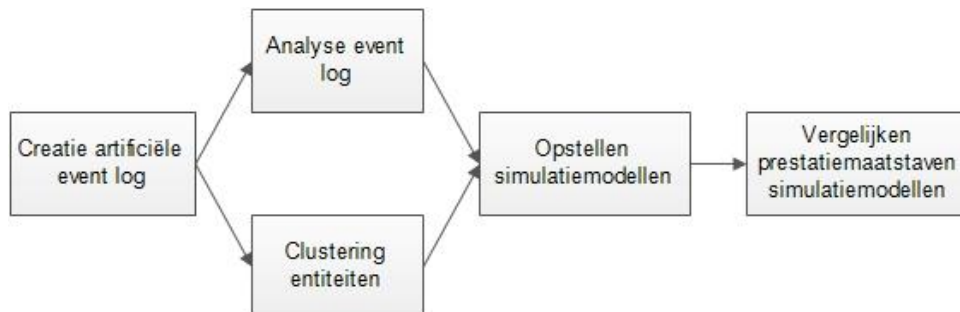 Creatie artificiële
event log
Analyse event
log
Clustering
entiteiten
Opstellen
simulatiemodellen
Vergelijken
prestatiemaatstaven
simulatiemodellen